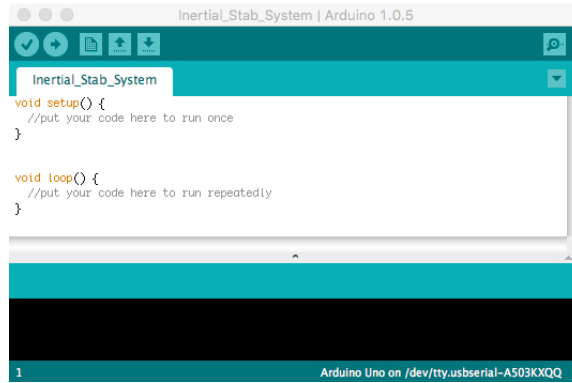 Inertial_Stab_System | Arduino 1.0.5
Inertial_Stab_System
void setup() {
  //put your code here to run once
}
void loop() {
  //put your code here to run repeatedly
}
1
Arduino Uno on /dev/tty.usbserial-A503KXQQ